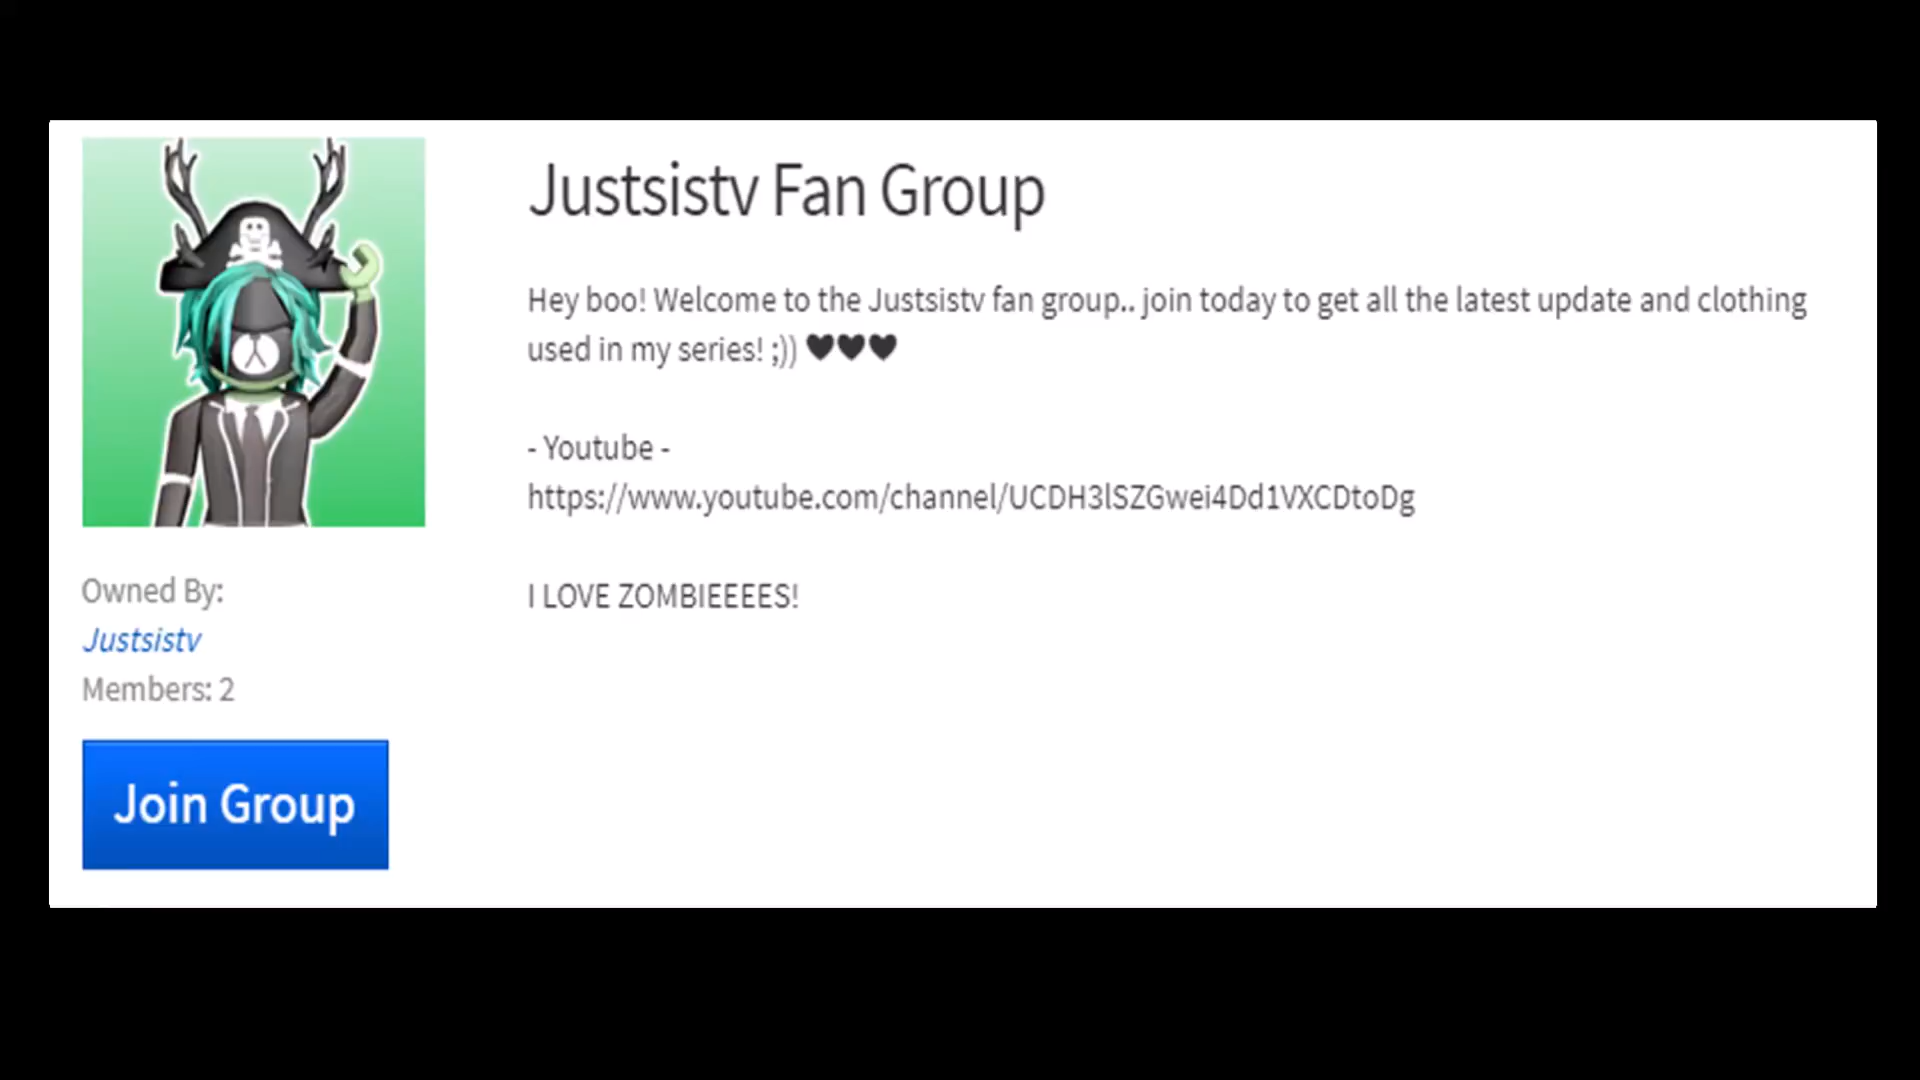 Justsistv Fan Group
Hey boo! Welcome to the Justsistv fan group.. join today to get all the latest update and clothing
used in my series! ;)) ♥♥♥
- Youtube -
https://www.youtube.com/channel/UCDH3lSZGwei4Dd1VXCDtoDg
I LOVE ZOMBIEEEES!
Owned By:
Justsistv
Members: 2
Join Group